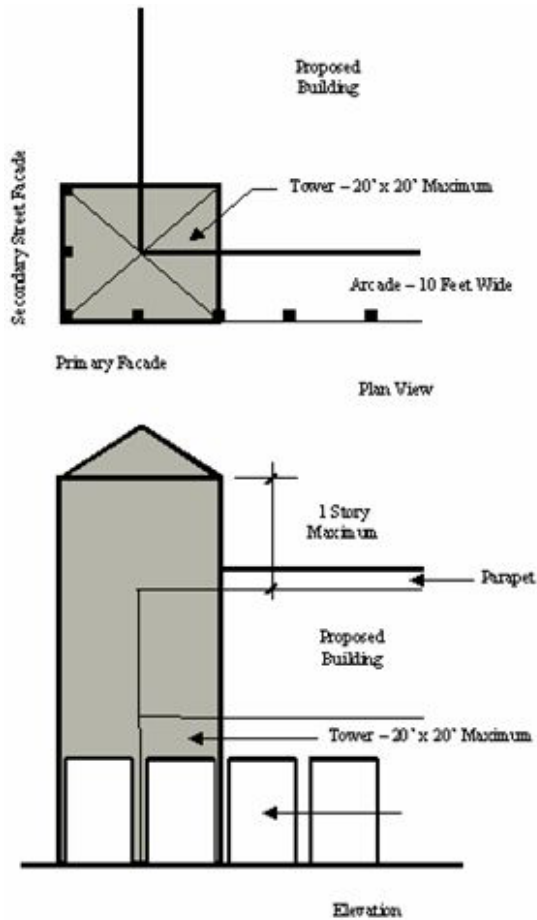 Proposed
Building
Secondary Street Facade
Tower – 20' x 20' Maximum
Arcade – 10 Feet Wide
Primary Facade
Plan View
1 Story
Maximum
Parapet
Proposed
Building
Tower – 20' x 20' Maximum
Elevation